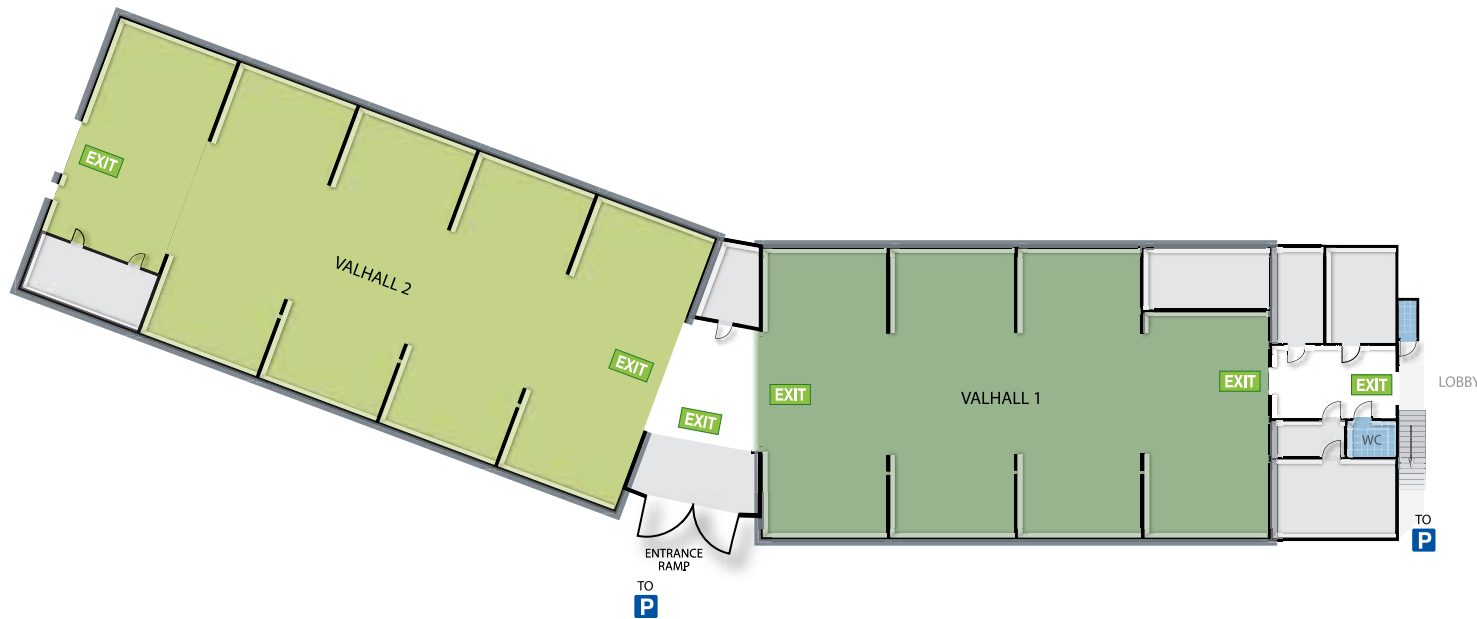 EXIT
VALHALL 2
EXIT
EXIT
EXIT
VALHALL 1
EXIT
EXIT
LOBBY
WC
TO
P
ENTRANCE
RAMP
TO
P